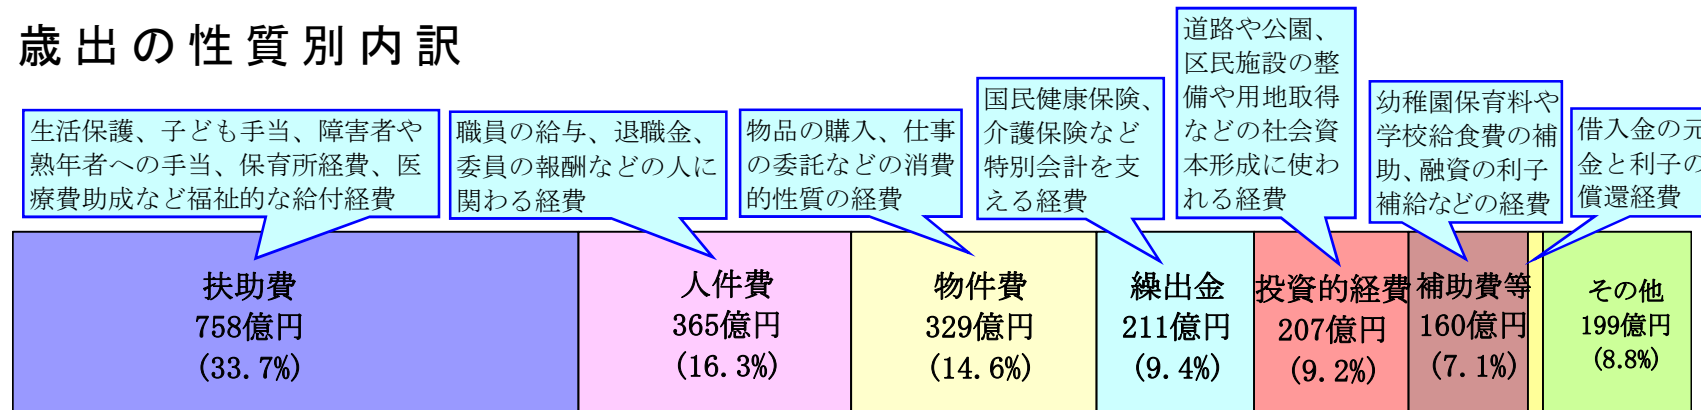 歳出の性質別内訳
生活保護、子ども手当、障害者や
熟年者への手当、保育所経費、医
療費助成など福祉的な給付経費
職員の給与、退職金、
委員の報酬などの人に
関わる経費
物品の購入、仕事
の委託などの消費
的性質の経費
国民健康保険、
介護保険など
特別会計を支
える経費
道路や公園、
区民施設の整
備や用地取得
などの社会資
本形成に使わ
れる経費
幼稚園保育料や
学校給食費の補
助、融資の利子
補給などの経費
借入金の元
金と利子の
償還経費
扶助費
758億円
(33.7%)
人件費
365億円
(16.3%)
物件費
329億円
(14.6%)
繰出金
211億円
(9.4%)
投資的経費
207億円
(9.2%)
補助費等
160億円
(7.1%)
その他
199億円
(8.8%)